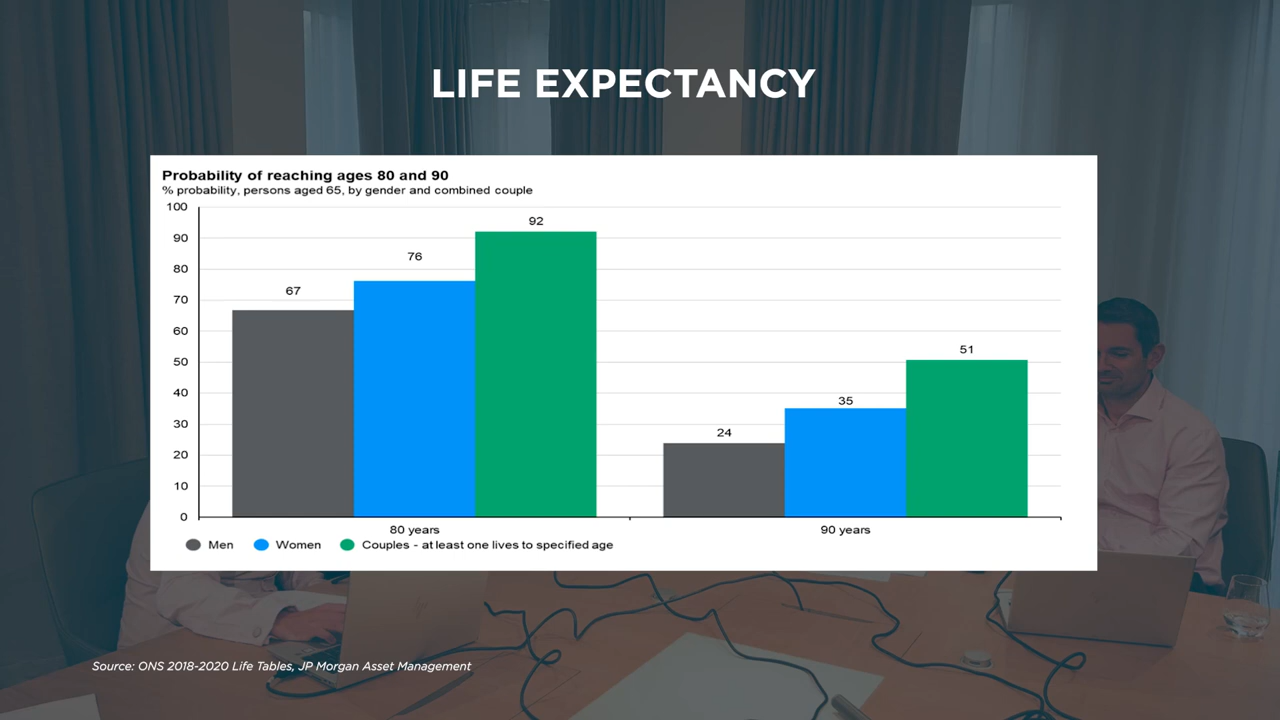 LIFE EXPECTANCY
Probability of reaching ages 80 and 90
% probability, persons aged 65, by gender and combined couple
100
90
80
70
60
50
40
30
20
10
0
67
76
92
24
35
51
80 years
90 years
Men
Women
Couples - at least one lives to specified age
Source: ONS 2018-2020 Life Tables, JP Morgan Asset Management